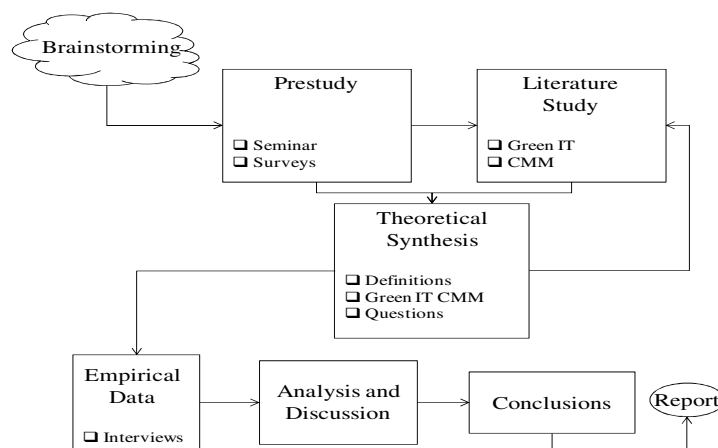 Brainstorming
Prestudy
❑ Seminar
❑ Surveys
Literature
Study
❑ Green IT
❑ CMM
Theoretical
Synthesis
❑ Definitions
❑ Green IT CMM
❑ Questions
Empirical
Data
❑ Interviews
Analysis and
Discussion
Conclusions
Report